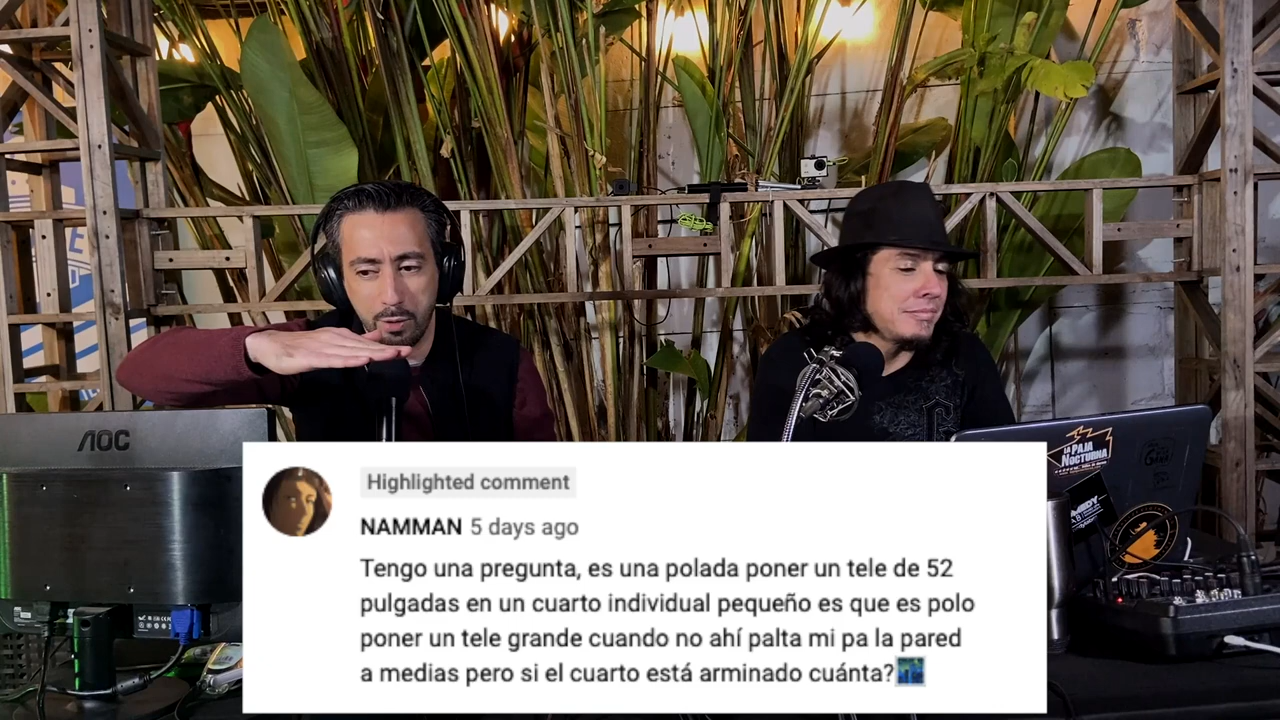 AOC
LA PAJA
NOCTURNA
Highlighted comment
NAMMAN 5 days ago
Tengo una pregunta, es una polada poner un tele de 52
pulgadas en un cuarto individual pequeño es que es polo
poner un tele grande cuando no ahí palta mi pa la pared
a medias pero si el cuarto está arminado cuánta?